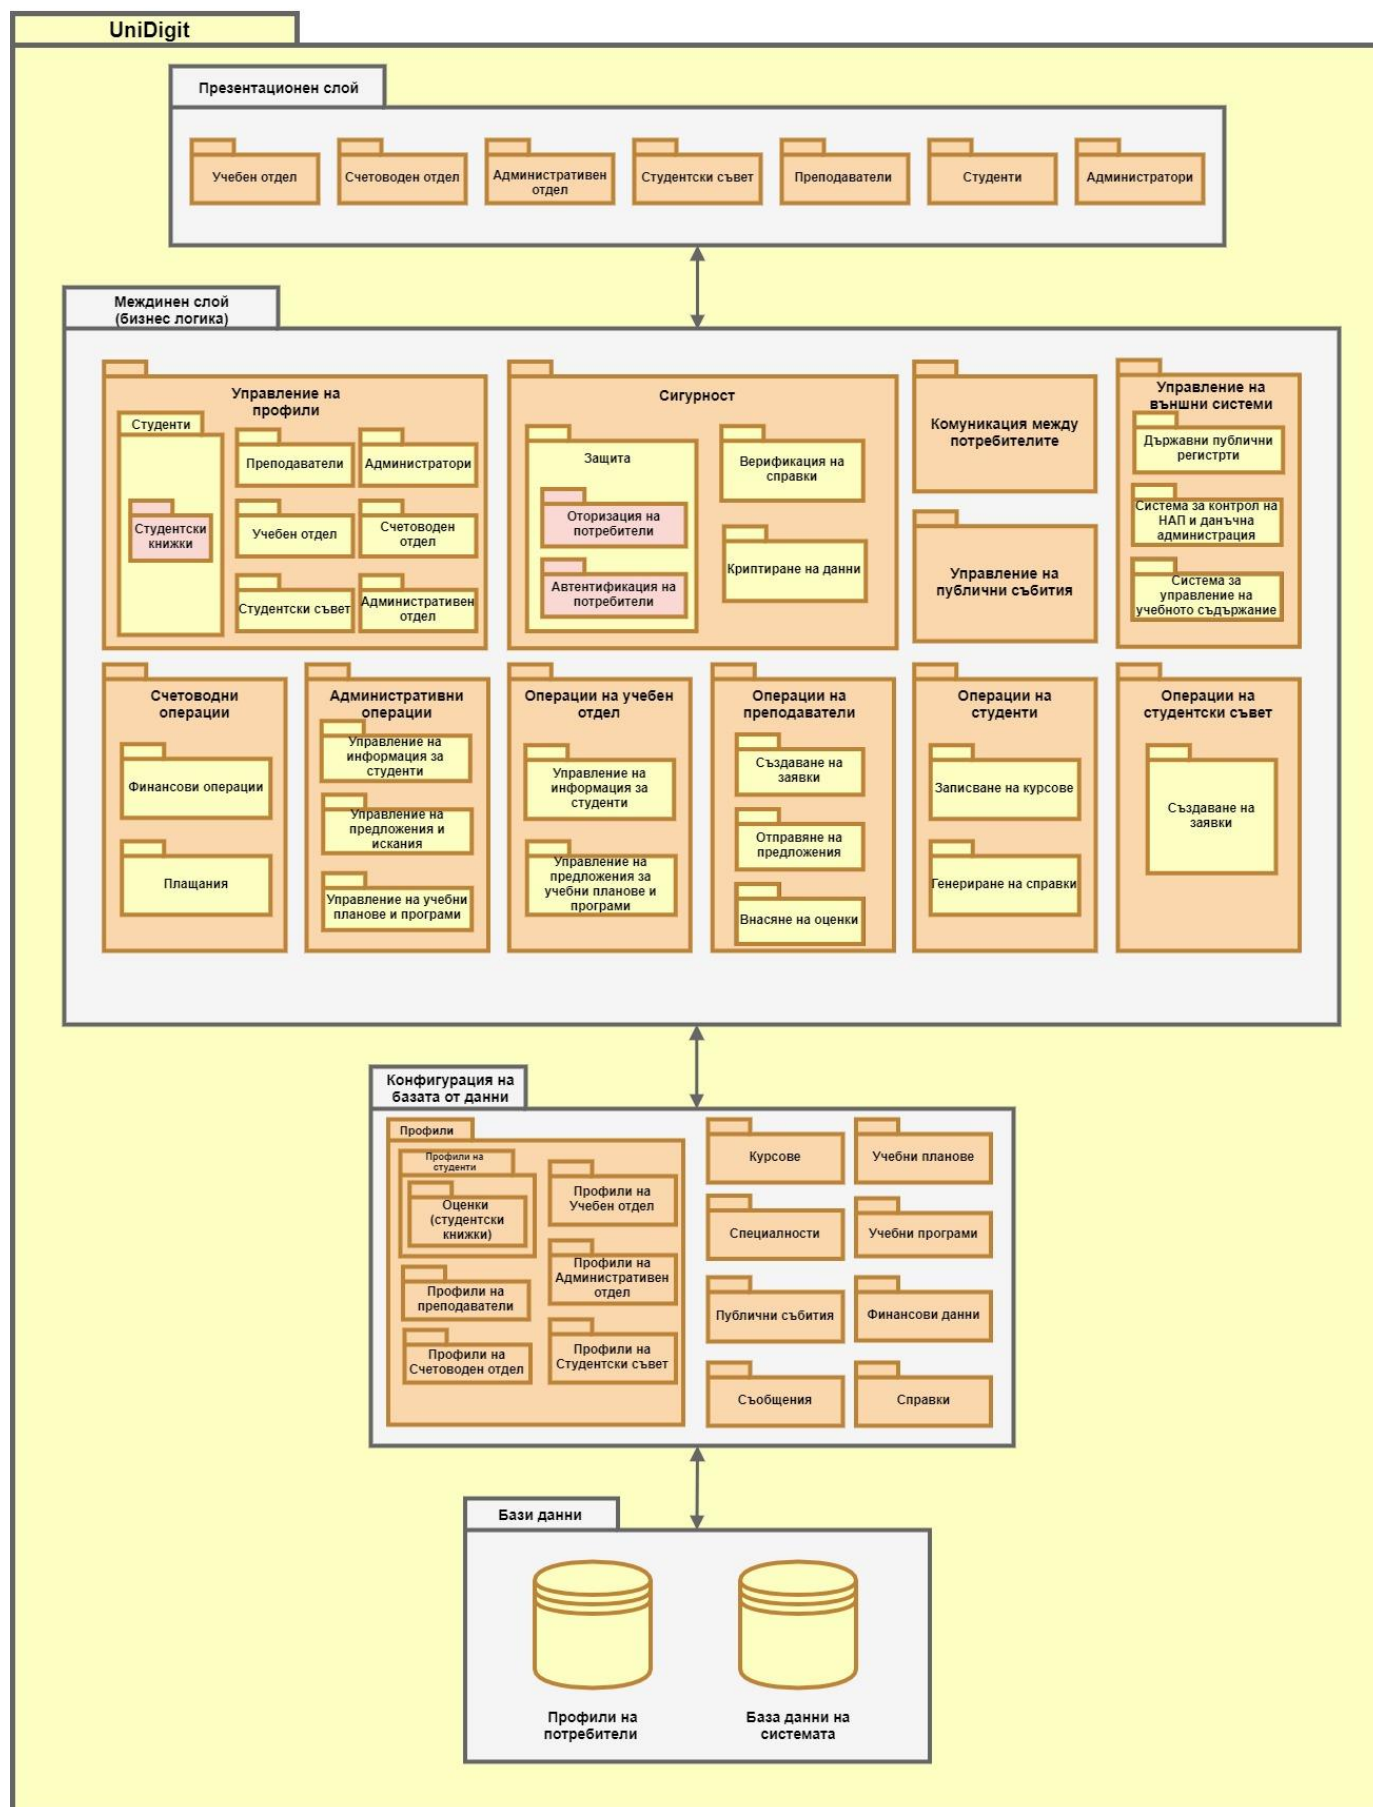 UniDigit
Презентационен слой
Учебен отдел
Счетоводен отдел
Административен
отдел
Студентски съвет
Преподаватели
Студенти
Администратори
Междинен слой
(бизнес логика)
Управление на
профили
Студенти
Студентски
книжки
Преподаватели
Администратори
Учебен отдел
Счетоводен
отдел
Студентски съвет
Административен
отдел
Сигурност
Защита
Оторизация на
потребители
Автентификация на
потребители
Верификация на
справки
Криптиране на данни
Комуникация между
потребителите
Управление на
публични събития
Управление на
външни системи
Държавни публични
регистрти
Система за контрол на
НАП и данъчна
администрация
Система за
управление на
учебното съдържание
Счетоводни
операции
Финансови операции
Плащания
Административни
операции
Управление на
информация за
студенти
Управление на
предложения и
искания
Управление на учебни
планове и програми
Операции на учебен
отдел
Управление на
информация за
студенти
Управление на
предложения за
учебни планове и
програми
Операции на
преподаватели
Създаване на
заявки
Отправяне на
предложения
Внасяне на оценки
Операции на
студенти
Записване на курсове
Генериране на справки
Операции на
студентски съвет
Създаване на
заявки
Конфигурация на
базата от данни
Профили
Профили на
студенти
Оценки
(студентски
книжки)
Профили на
преподаватели
Профили на
Счетоводен отдел
Профили на
Учебен отдел
Профили на
Административен
отдел
Профили на
Студентски съвет
Курсове
Учебни планове
Специалности
Учебни програми
Публични събития
Финансови данни
Съобщения
Справки
Бази данни
Профили на
потребители
База данни на
системата